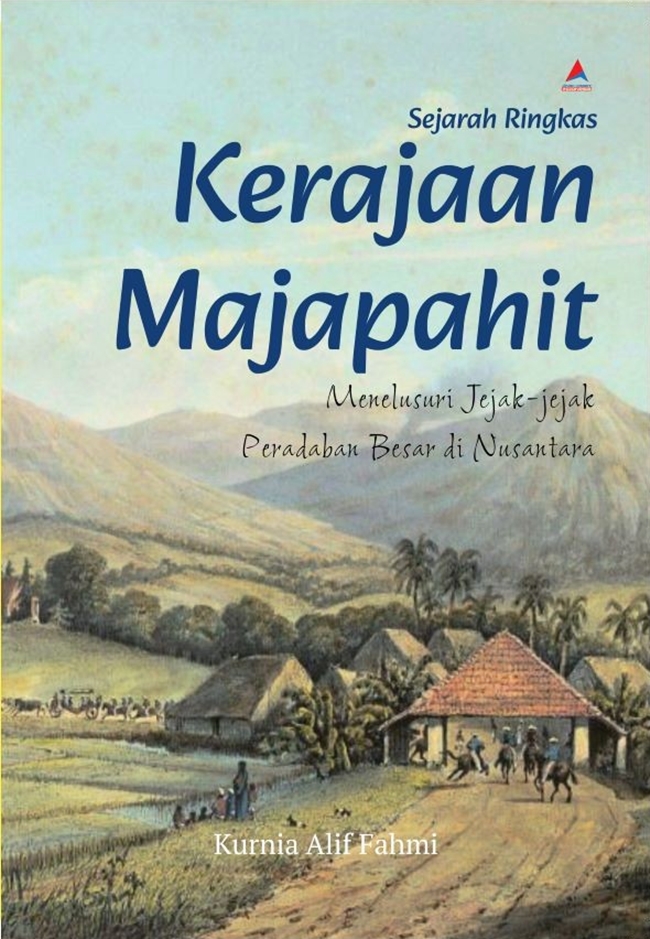 Sejarah Ringkas
Kerajaan
Majapahit
Menelusuri Jejak-jejak
Peradaban Besar di Nusantara
Kurnia Alif Fahmi